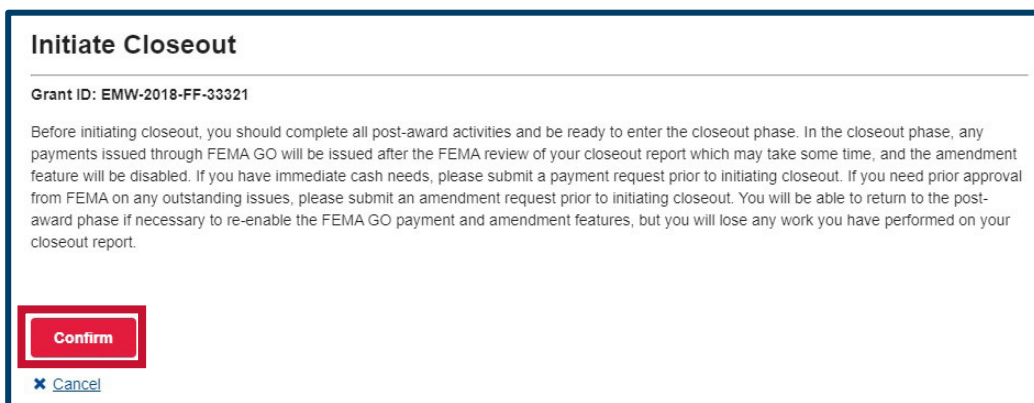 Initiate Closeout
Grant ID: EMW-2018-FF-33321
Before initiating closeout, you should complete all post-award activities and be ready to enter the closeout phase. In the closeout phase, any
payments issued through FEMA GO will be issued after the FEMA review of your closeout report which may take some time, and the amendment
feature will be disabled. If you have immediate cash needs, please submit a payment request prior to initiating closeout. If you need prior approval
from FEMA on any outstanding issues, please submit an amendment request prior to initiating closeout. You will be able to return to the post-
award phase if necessary to re-enable the FEMA GO payment and amendment features, but you will lose any work you have performed on your
closeout report.
Confirm
Cancel